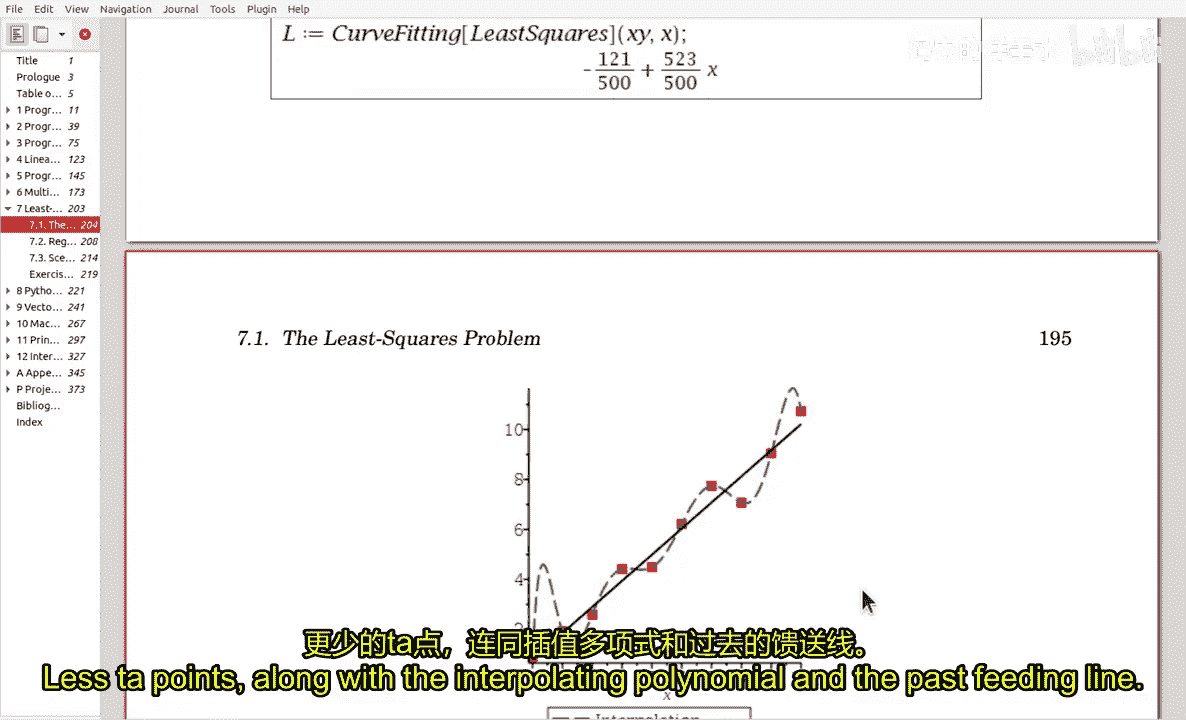 File Edit View Navigation Journal Tools Plugin Help
Title 1
Prologue 3
Table o... 5
1 Progr... 11
2 Progr... 39
3 Progr... 75
4 Linea... 123
5 Progr... 145
6 Multi... 173
7 Least-... 203
7.1. The... 204
7.2. Reg... 208
7.3. Sce... 214
Exercis... 219
8 Pytho... 221
9 Vecto... 241
10 Mac... 267
11 Prin... 297
12 Inter... 327
A Appe... 345
P Proje... 373
Bibliog...
Index
L := CurveFitting[LeastSquares](xy, x);
-121/500 + 523/500 x
7.1. The Least-Squares Problem 195
10
8
6
4
2
x
Interpolation
更少的ta点，连同插值多项式和过去的馈送线。
Less ta points, along with the interpolating polynomial and the past feeding line.